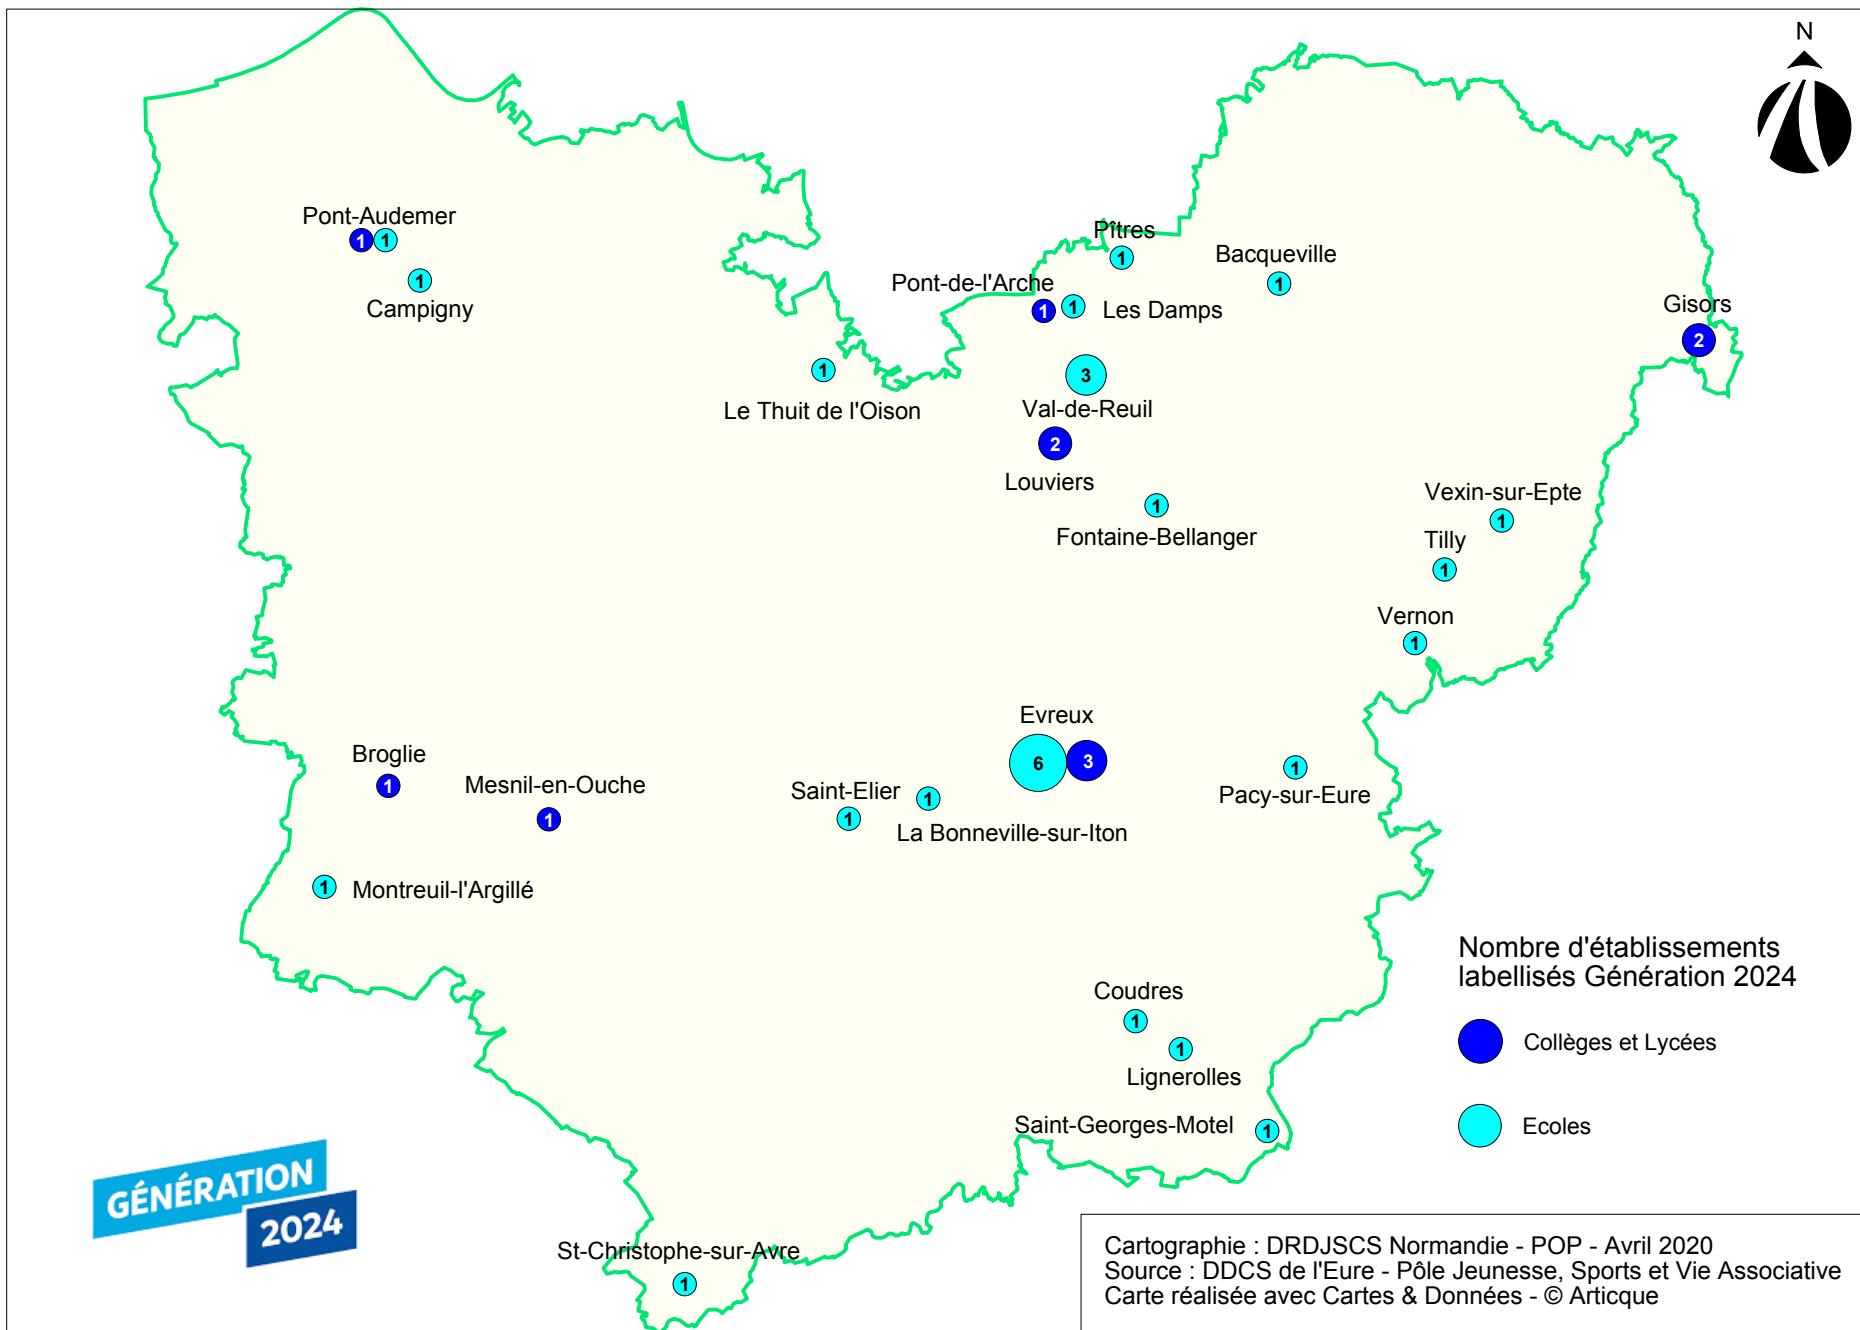 N
Pont-Audemer
1
1
1
Campigny
Pîtres
1
Bacqueville
1
Pont-de-l'Arche
1
1
Les Damps
Gisors
2
1
Le Thuit de l'Oison
3
Val-de-Reuil
2
Louviers
1
Fontaine-Bellanger
Vexin-sur-Epte
1
Tilly
1
Vernon
1
Evreux
6
3
Broglie
1
Mesnil-en-Ouche
1
Saint-Elier
1
1
La Bonneville-sur-Iton
1
Pacy-sur-Eure
1
Montreuil-l'Argillé
Nombre d'établissements
labellisés Génération 2024
Collèges et Lycées
Ecoles
Coudres
1
1
Lignerolles
Saint-Georges-Motel
1
GÉNÉRATION
2024
St-Christophe-sur-Avre
1
Cartographie : DRDJSCS Normandie - POP - Avril 2020
Source : DDCS de l'Eure - Pôle Jeunesse, Sports et Vie Associative
Carte réalisée avec Cartes & Données - © Articque